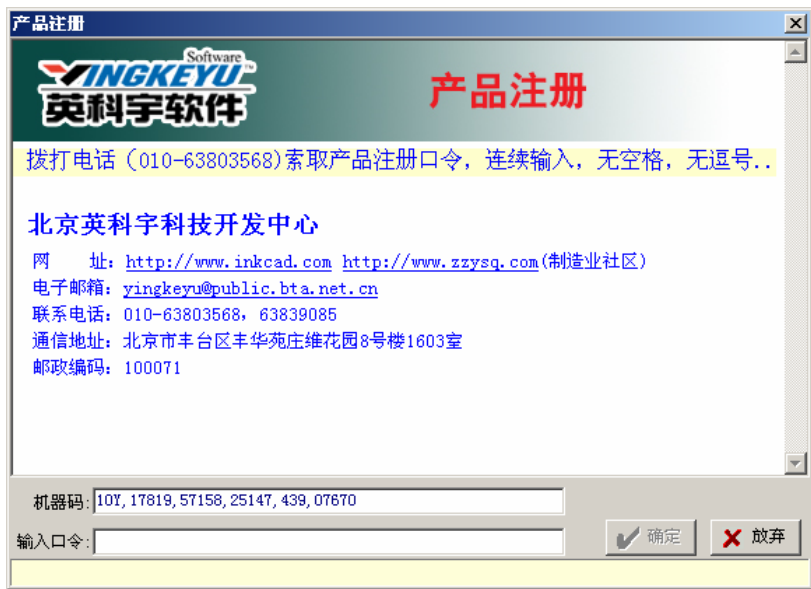 产品注册
Software
YINGKEYU™
英科宇软件
产品注册
拨打电话（010-63803568)索取产品注册口令，连续输入，无空格，无逗号..
北京英科宇科技开发中心
网 址：http://www.inkcad.com http://www.zzysq.com(制造业社区)
电子邮箱：yingkeyu@public.bta.net.cn
联系电话：010-63803568，63839085
通信地址：北京市丰台区丰华苑庄维花园8号楼1603室
邮政编码：100071
机器码:10Y,17819,57158,25147,439,07670
输入口令:
确定
放弃